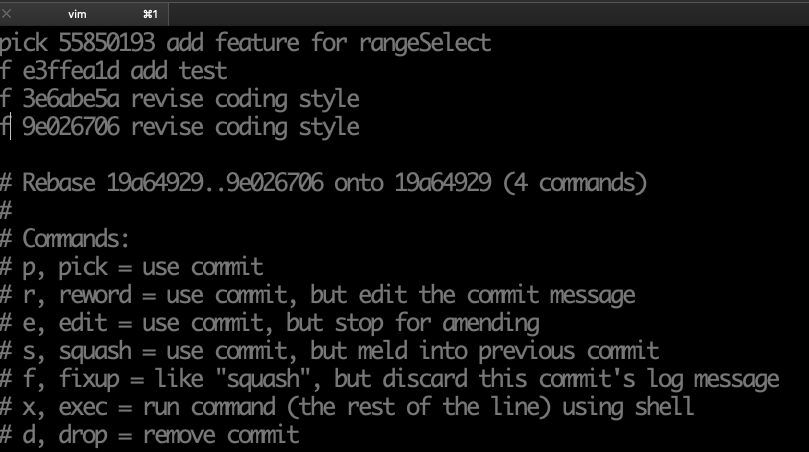 vim ⌘1
pick 55850193 add feature for rangeSelect
f e3ffea1d add test
f 3e6abe5a revise coding style
f 9e026706 revise coding style
# Rebase 19a64929..9e026706 onto 19a64929 (4 commands)
#
# Commands:
# p, pick = use commit
# r, reword = use commit, but edit the commit message
# e, edit = use commit, but stop for amending
# s, squash = use commit, but meld into previous commit
# f, fixup = like "squash", but discard this commit's log message
# x, exec = run command (the rest of the line) using shell
# d, drop = remove commit